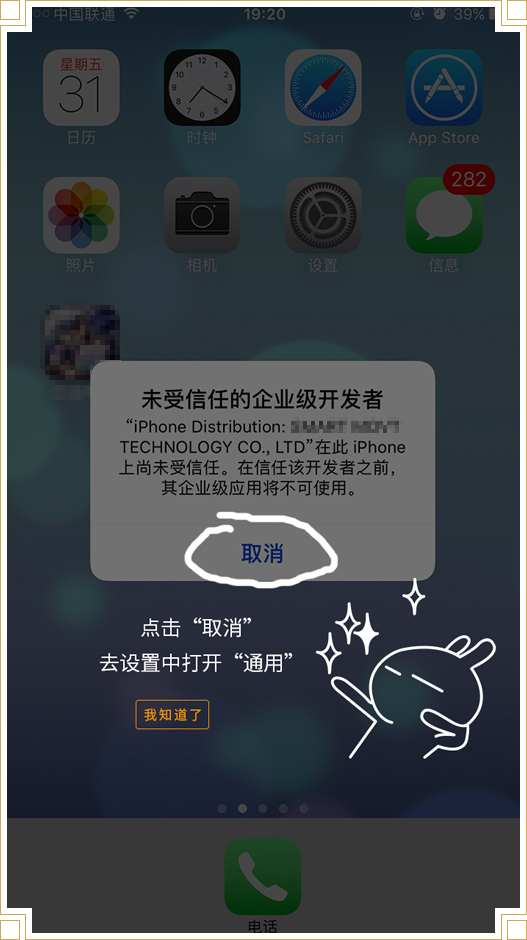 中国联通 19:20 39%
星期五
31
日历 时钟 Safari App Store
282
照片 相机 设置 信息
未受信任的企业级开发者
“iPhone Distribution:
TECHNOLOGY CO., LTD”在此 iPhone
上尚未受信任。在信任该开发者之前，
其企业级应用将不可使用。
取消
点击“取消”
去设置中打开“通用”
我知道了
电话